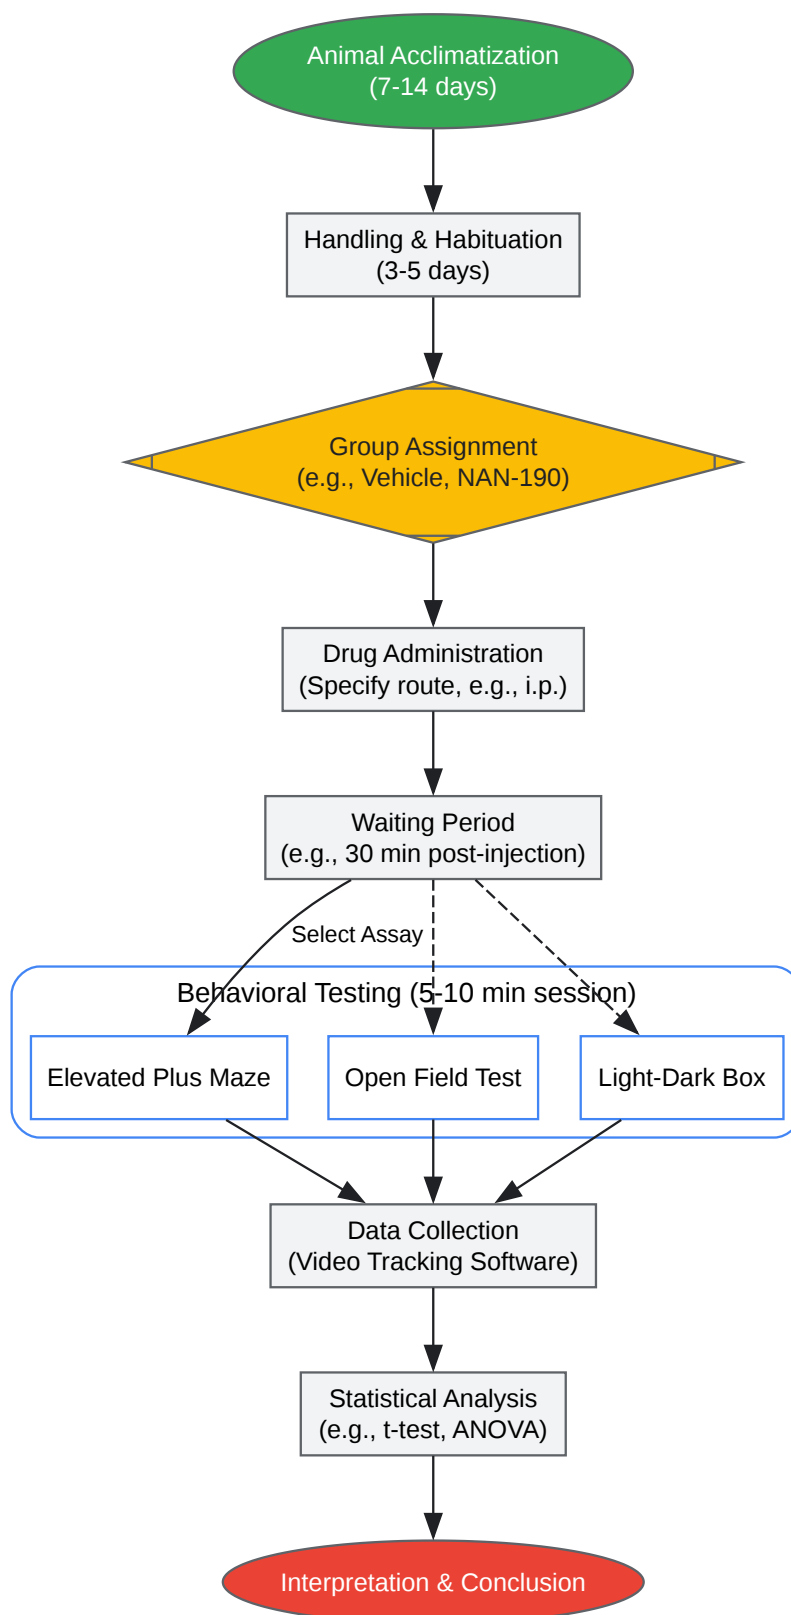 Animal Acclimatization
(7-14 days)
Handling & Habituation
(3-5 days)
Group Assignment
(e.g., Vehicle, NAN-190)
Drug Administration
(Specify route, e.g., i.p.)
Waiting Period
(e.g., 30 min post-injection)
Select Assay
Behavioral Testing (5-10 min session)
Elevated Plus Maze
Open Field Test
Light-Dark Box
Data Collection
(Video Tracking Software)
Statistical Analysis
(e.g., t-test, ANOVA)
Interpretation & Conclusion